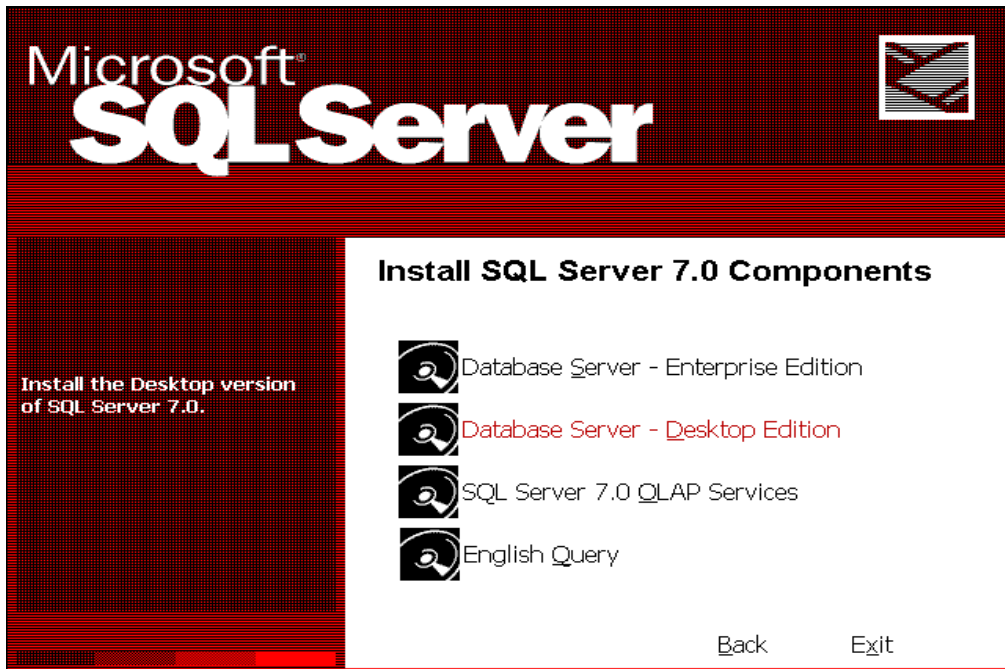 Microsoft®
SQL Server
Install SQL Server 7.0 Components
Install the Desktop version
of SQL Server 7.0.
Database Server - Enterprise Edition
Database Server - Desktop Edition
SQL Server 7.0 OLAP Services
English Query
Back Exit